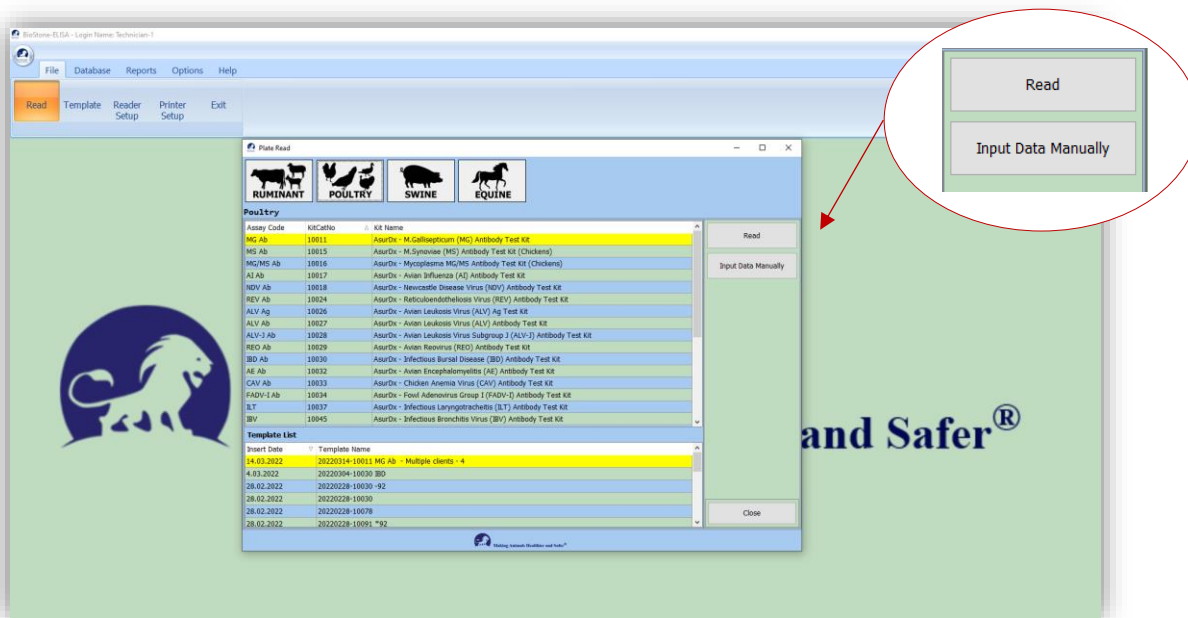 BioStone-ELISA - Login Name: Technician-1
File Database Reports Options Help
Read Template Reader Setup Printer Setup Exit
Plate Read
RUMINANT POULTRY SWINE EQUINE
Poultry
Assay Code KitCatNo Kit Name
MG Ab 10011 AsurDx - M.Gallisepticum (MG) Antibody Test Kit
MS Ab 10015 AsurDx - M.Synoviae (MS) Antibody Test Kit (Chickens)
MG/MS Ab 10016 AsurDx - Mycoplasma MG/MS Antibody Test Kit (Chickens)
AI Ab 10017 AsurDx - Avian Influenza (AI) Antibody Test Kit
NDV Ab 10018 AsurDx - Newcastle Disease Virus (NDV) Antibody Test Kit
REV Ab 10024 AsurDx - Reticuloendotheliosis Virus (REV) Antibody Test Kit
ALV Ag 10026 AsurDx - Avian Leukosis Virus (ALV) Ag Test Kit
ALV Ab 10027 AsurDx - Avian Leukosis Virus (ALV) Antibody Test Kit
ALV-J Ab 10028 AsurDx - Avian Leukosis Virus Subgroup J (ALV-J) Antibody Test Kit
REO Ab 10029 AsurDx - Avian Reovirus (REO) Antibody Test Kit
IBD Ab 10030 AsurDx - Infectious Bursal Disease (IBD) Antibody Test Kit
AE Ab 10032 AsurDx - Avian Encephalomyelitis (AE) Antibody Test Kit
CAV Ab 10033 AsurDx - Chicken Anemia Virus (CAV) Antibody Test Kit
FADV-I Ab 10034 AsurDx - Fowl Adenovirus Group I (FADV-I) Antibody Test Kit
ILT 10037 AsurDx - Infectious Laryngotracheitis (ILT) Antibody Test Kit
IBV 10045 AsurDx - Infectious Bronchitis Virus (IBV) Antibody Test Kit
Template List
Insert Date Template Name
14.03.2022 20220314-10011 MG Ab - Multiple clients - 4
4.03.2022 20220304-10030 IBD
28.02.2022 20220228-10030 -92
28.02.2022 20220228-10030
28.02.2022 20220228-10078
28.02.2022 20220228-10091 *92
Read
Input Data Manually
Close
Making Animals Healthier and Safer®
and Safer®
Read
Input Data Manually